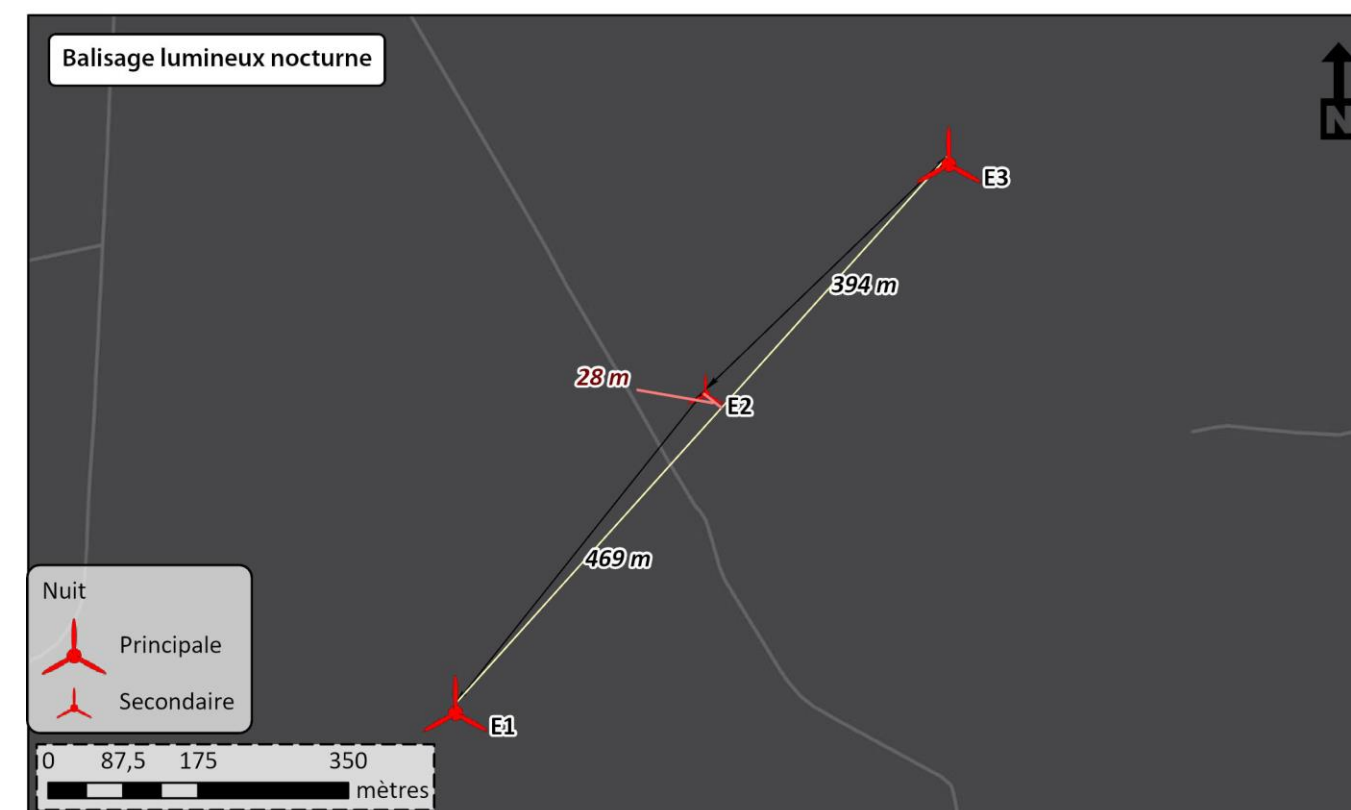 Balisage lumineux nocturne
N
E3
394 m
28 m
E2
469 m
Nuit
Principale
Secondaire
E1
0 87,5 175 350
mètres